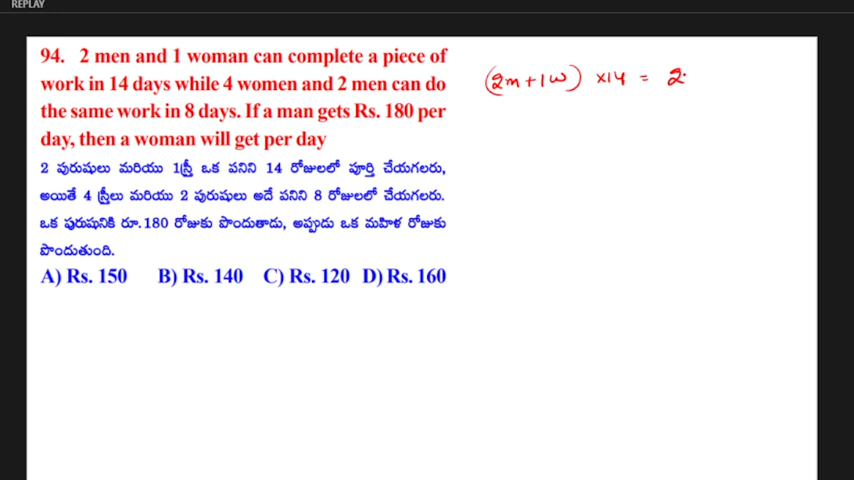 REPLAY
94. 2 men and 1 woman can complete a piece of
work in 14 days while 4 women and 2 men can do
the same work in 8 days. If a man gets Rs. 180 per
day, then a woman will get per day
2 పురుషులు మరియు 1స్త్రీ ఒక పనిని 14 రోజులలో పూర్తి చేయగలరు,
అయితే 4 స్త్రీలు మరియు 2 పురుషులు అదే పనిని 8 రోజులలో చేయగలరు.
ఒక పురుషునికి రూ.180 రోజుకు పొందుతాడు, అప్పుడు ఒక మహిళ రోజుకు
పొందుతుంది.
A) Rs. 150 B) Rs. 140 C) Rs. 120 D) Rs. 160
(2m+1w) ×14 = 2